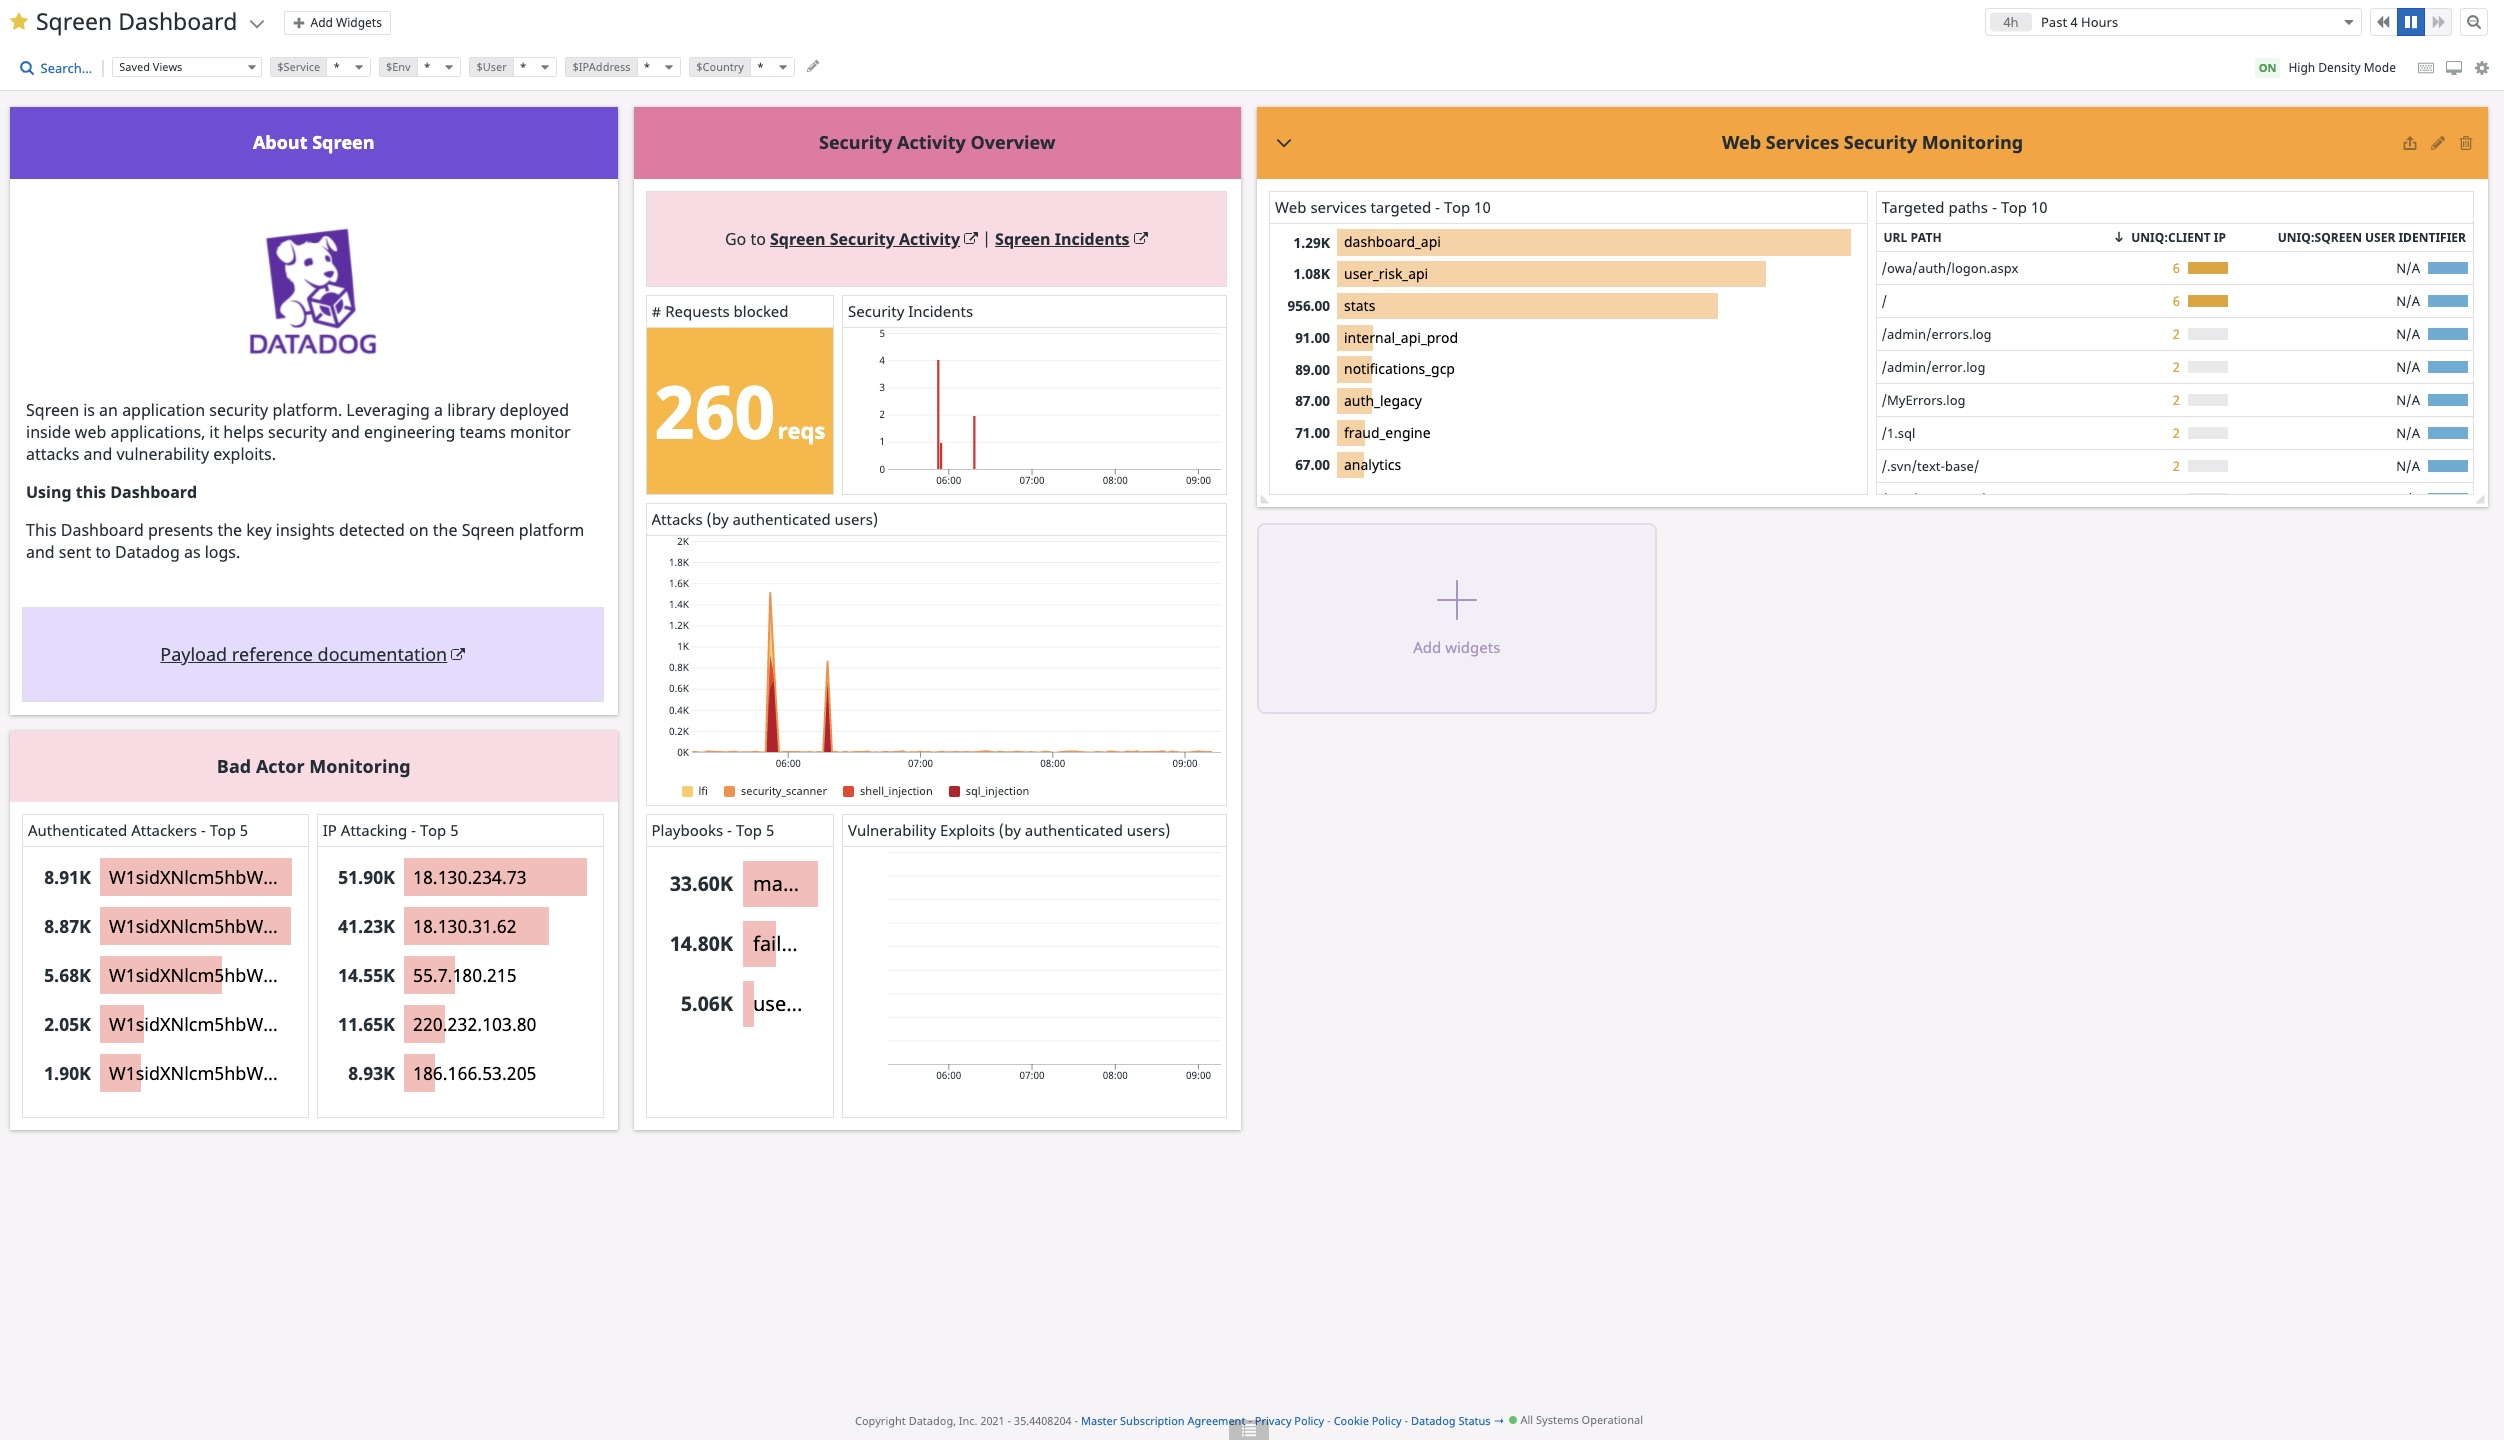 Sqreen Dashboard
Add Widgets
4h Past 4 Hours
Search...
Saved Views
$Service *
$Env *
$User *
$IPAddress *
$Country *
ON High Density Mode
About Sqreen
DATADOG
Sqreen is an application security platform. Leveraging a library deployed
inside web applications, it helps security and engineering teams monitor
attacks and vulnerability exploits.
Using this Dashboard
This Dashboard presents the key insights detected on the Sqreen platform
and sent to Datadog as logs.
Payload reference documentation
Bad Actor Monitoring
Authenticated Attackers - Top 5
8.91K W1sidXNlcm5hbW...
8.87K W1sidXNlcm5hbW...
5.68K W1sidXNlcm5hbW...
2.05K W1sidXNlcm5hbW...
1.90K W1sidXNlcm5hbW...
IP Attacking - Top 5
51.90K 18.130.234.73
41.23K 18.130.31.62
14.55K 55.7.180.215
11.65K 220.232.103.80
8.93K 186.166.53.205
Security Activity Overview
Go to Sqreen Security Activity | Sqreen Incidents
# Requests blocked
260 reqs
Security Incidents
5
4
3
2
1
0
06:00 07:00 08:00 09:00
Attacks (by authenticated users)
2K
1.8K
1.6K
1.4K
1.2K
1K
0.8K
0.6K
0.4K
0.2K
0K
06:00 07:00 08:00 09:00
lfi security_scanner shell_injection sql_injection
Playbooks - Top 5
33.60K ma...
14.80K fail...
5.06K use...
Vulnerability Exploits (by authenticated users)
06:00 07:00 08:00 09:00
Web Services Security Monitoring
Web services targeted - Top 10
1.29K dashboard_api
1.08K user_risk_api
956.00 stats
91.00 internal_api_prod
89.00 notifications_gcp
87.00 auth_legacy
71.00 fraud_engine
67.00 analytics
Targeted paths - Top 10
URL PATH ↓ UNIQ:CLIENT IP UNIQ:SQREEN USER IDENTIFIER
/owa/auth/logon.aspx 6 N/A
/ 6 N/A
/admin/errors.log 2 N/A
/admin/error.log 2 N/A
/MyErrors.log 2 N/A
/1.sql 2 N/A
/.svn/text-base/ 2 N/A
Add widgets
Copyright Datadog, Inc. 2021 - 35.4408204 - Master Subscription Agreement - Privacy Policy - Cookie Policy - Datadog Status → All Systems Operational